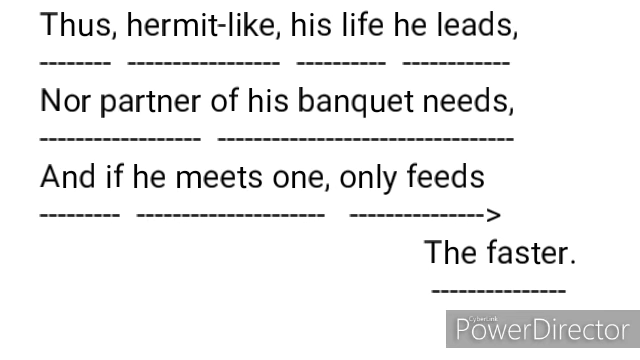 Thus, hermit-like, his life he leads,
-------- ----------------- ---------- ------------
Nor partner of his banquet needs,
------------------ ---------------------------------
And if he meets one, only feeds
--------- --------------------- --------------->
The faster.
---------------
CyberLink
PowerDirector